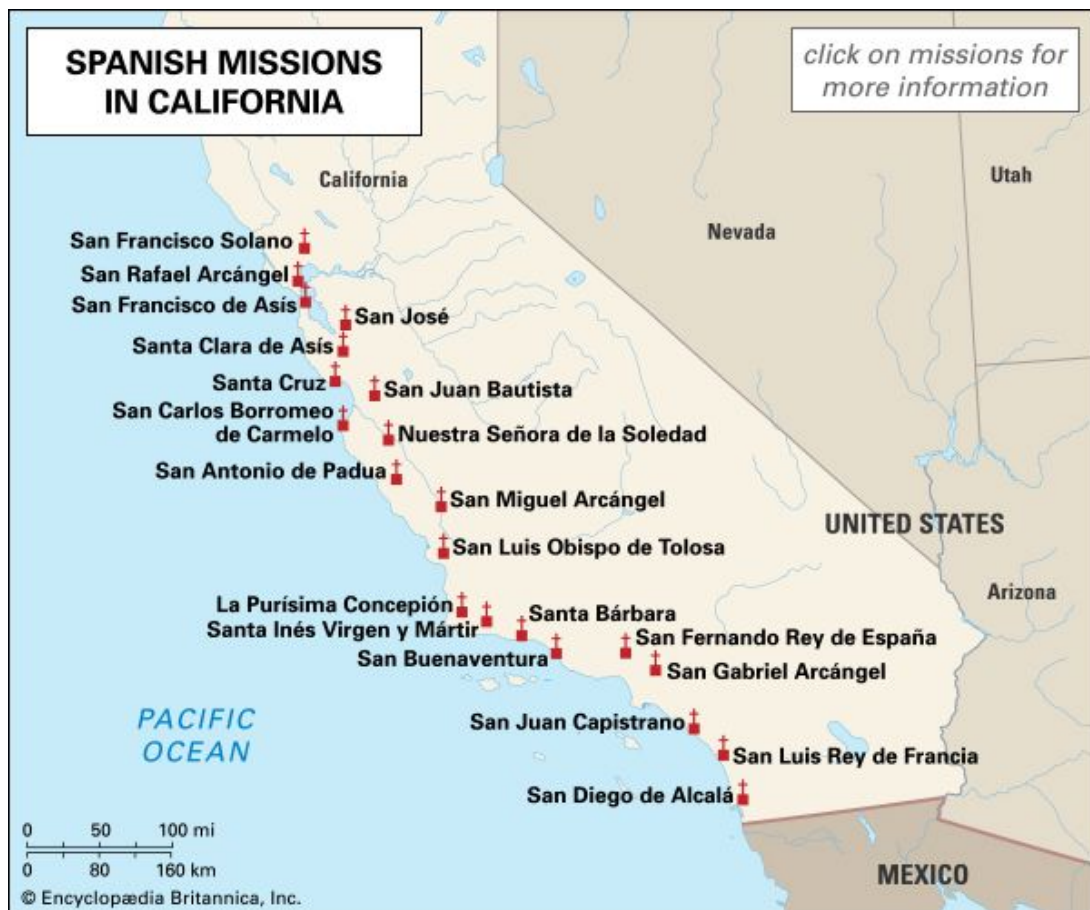 SPANISH MISSIONS
IN CALIFORNIA
click on missions for
more information
California
Utah
Nevada
San Francisco Solano
San Rafael Arcángel
San Francisco de Asís
San José
Santa Clara de Asís
Santa Cruz
San Juan Bautista
San Carlos Borromeo
de Carmelo
Nuestra Señora de la Soledad
San Antonio de Padua
San Miguel Arcángel
UNITED STATES
San Luis Obispo de Tolosa
Arizona
La Purísima Concepión
Santa Bárbara
Santa Inés Virgen y Mártir
San Fernando Rey de España
San Buenaventura
San Gabriel Arcángel
PACIFIC
OCEAN
San Juan Capistrano
San Luis Rey de Francia
San Diego de Alcalá
0 50 100 mi
0 80 160 km
MEXICO
© Encyclopædia Britannica, Inc.